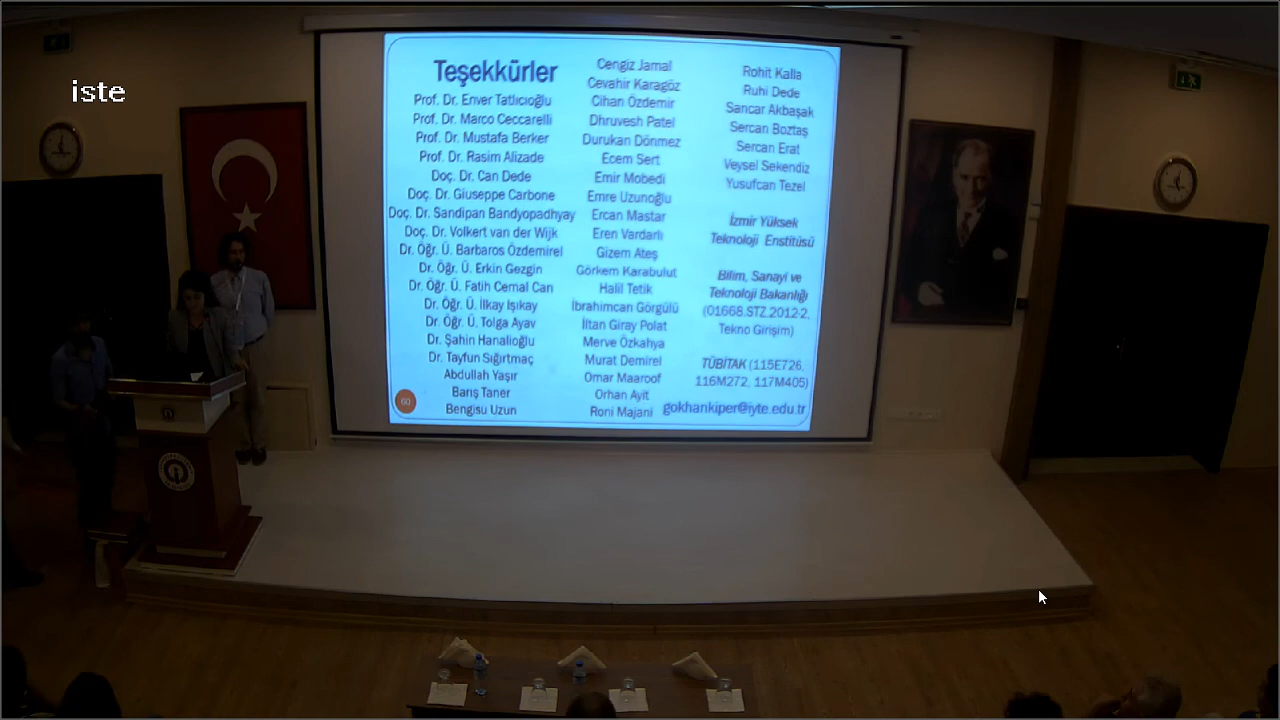 iste
Teşekkürler
Prof. Dr. Enver Tatlıcıoğlu
Prof. Dr. Marco Ceccarelli
Prof. Dr. Mustafa Berker
Prof. Dr. Rasim Alizade
Doç. Dr. Can Dede
Doç. Dr. Giuseppe Carbone
Doç. Dr. Sandipan Bandyopadhyay
Doç. Dr. Volkert van der Wijk
Dr. Öğr. Ü. Barbaros Özdemirel
Dr. Öğr. Ü. Erkin Gezgin
Dr. Öğr. Ü. Fatih Cemal Can
Dr. Öğr. Ü. İlkay Işıkay
Dr. Öğr. Ü. Tolga Ayav
Dr. Şahin Hanalioğlu
Dr. Tayfun Sığırtmaç
Abdullah Yaşır
Barış Taner
Bengisu Uzun
Cengiz Jamal
Cevahir Karagöz
Cihan Özdemir
Dhruvesh Patel
Durukan Dönmez
Ecem Sert
Emir Mobedi
Emre Uzunoğlu
Ercan Mastar
Eren Vardarlı
Gizem Ateş
Görkem Karabulut
Halil Tetik
İbrahimcan Görgülü
İltan Giray Polat
Merve Özkahya
Murat Demirel
Omar Maaroof
Orhan Ayit
Roni Majani
Rohit Kalla
Ruhi Dede
Sancar Akbaşak
Sercan Boztaş
Sercan Erat
Veysel Sekendiz
Yusufcan Tezel
İzmir Yüksek
Teknoloji Enstitüsü
Bilim, Sanayi ve
Teknoloji Bakanlığı
(01668.STZ.2012-2,
Tekno Girişim)
TÜBİTAK (115E726,
116M272, 117M405)
gokhankiper@iyte.edu.tr
60